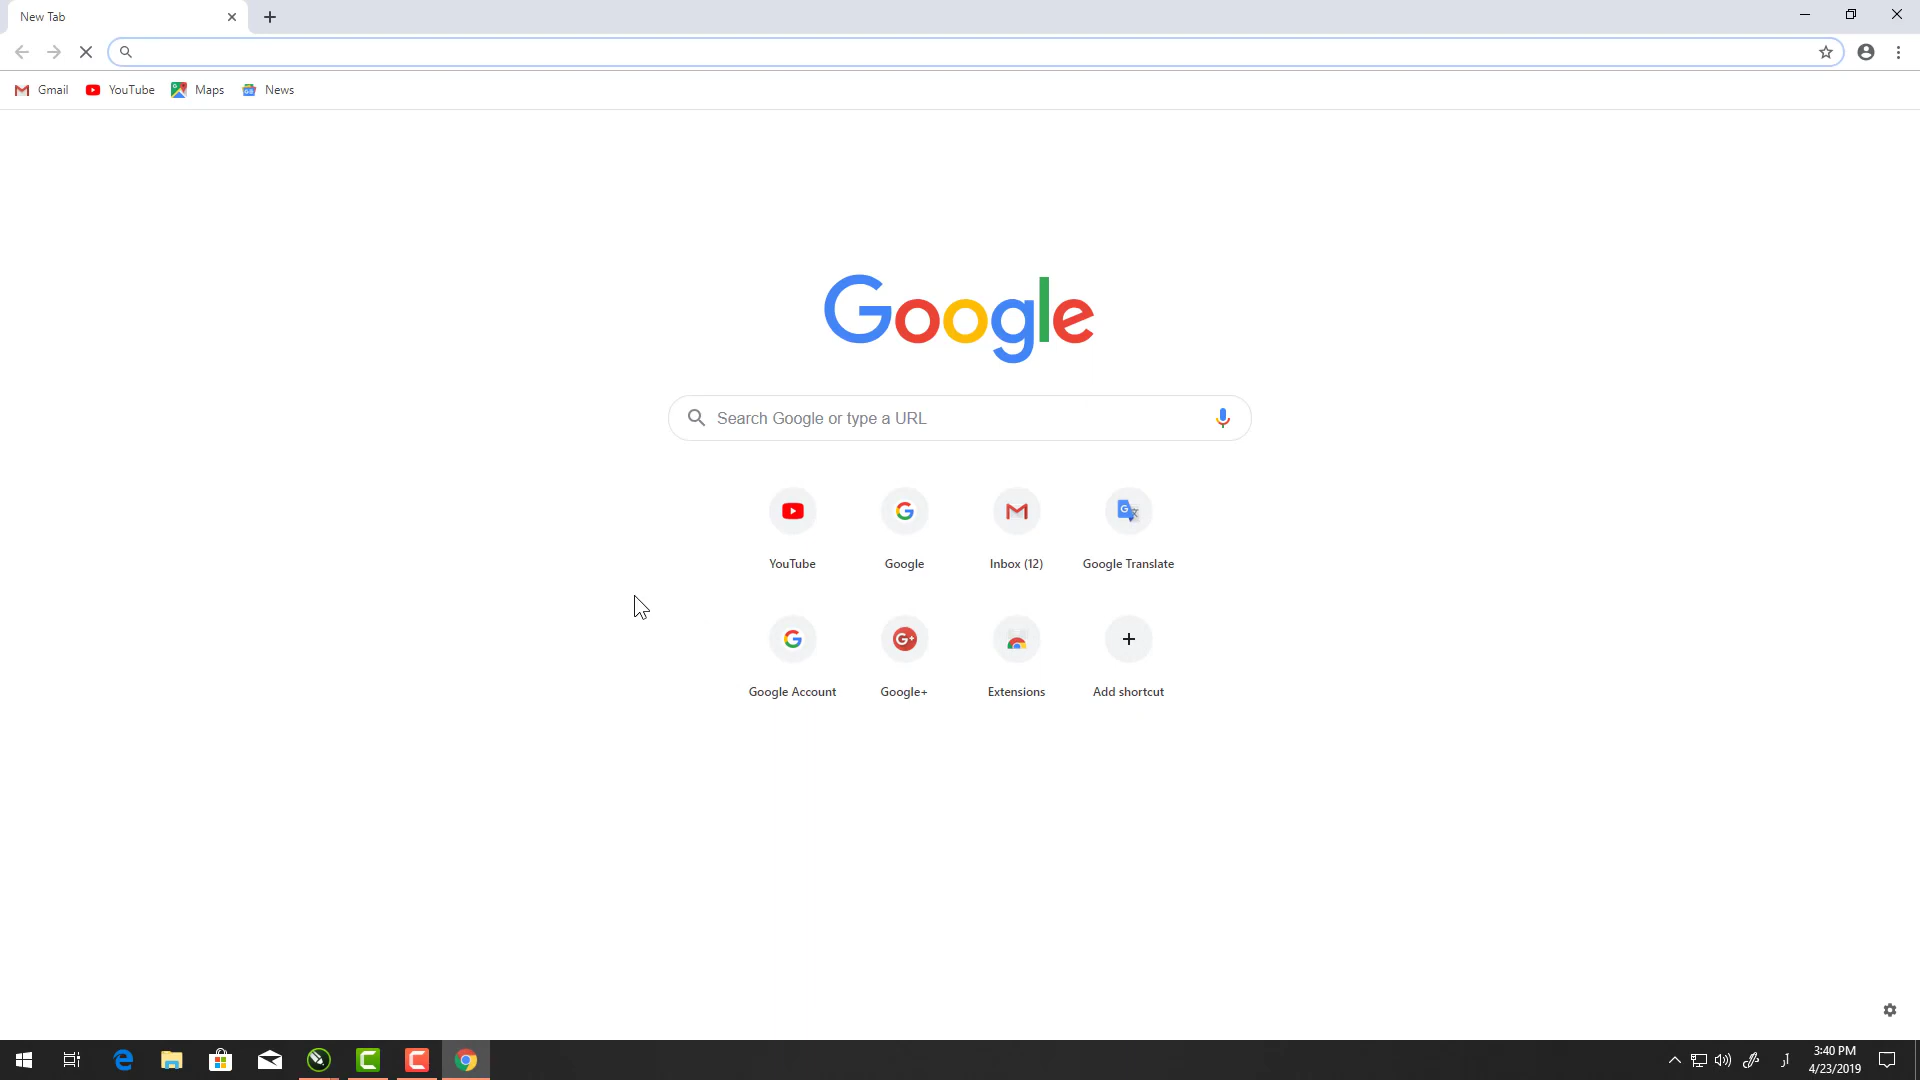 New Tab
Gmail YouTube Maps News
Google
Search Google or type a URL
YouTube Google Inbox (12) Google Translate
Google Account Google+ Extensions Add shortcut
3:40 PM
4/23/2019